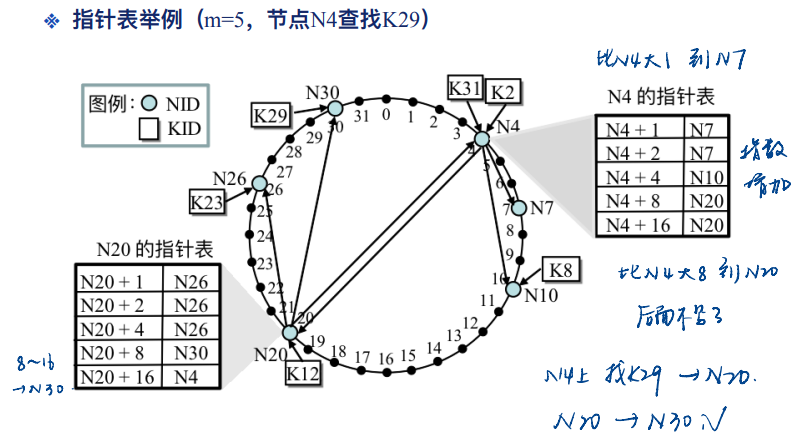 ❖ 指针表举例（m=5，节点N4查找K29）
比N4大1 到N7
图例：NID
KID
N30
K29
K31
K2
N4
N4 的指针表
N4 + 1 N7
N4 + 2 N7
N4 + 4 N10
N4 + 8 N20
N4 + 16 N20
指数
增加
31 0 1 2 3 4 5 6 7 8 9 10 11 12 13 14 15 16 17 18 19 20 21 22 23 24 25 26 27 28 29 30
N26
K23
N7
N20 的指针表
N20 + 1 N26
N20 + 2 N26
N20 + 4 N26
N20 + 8 N30
N20 + 16 N4
8~16
→N30
K8
N10
N20
K12
比N4大8 到N20
后面不告了
N4上 找K29 →N20.
N20 → N30 √